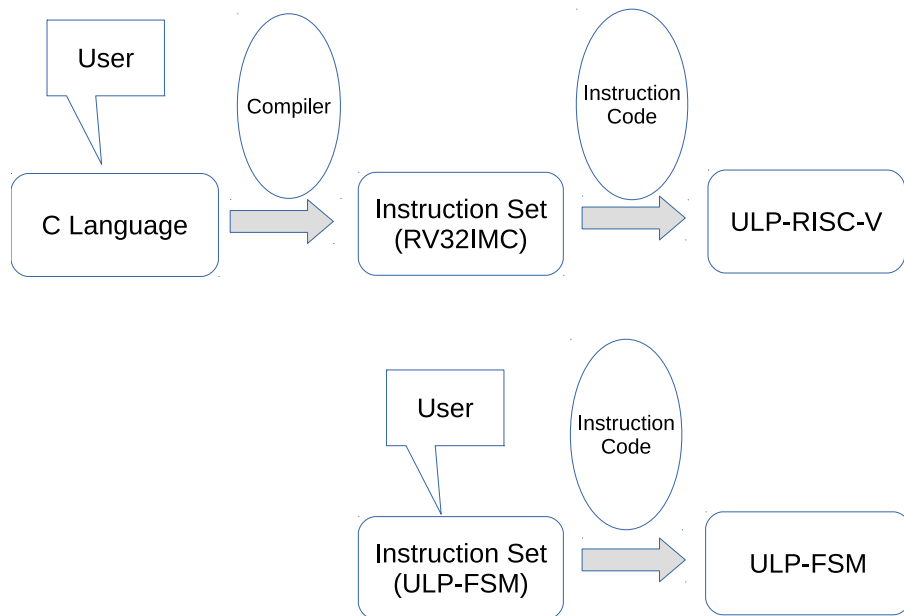 User
Compiler
Instruction
Code
C Language
Instruction Set
(RV32IMC)
ULP-RISC-V
User
Instruction
Code
Instruction Set
(ULP-FSM)
ULP-FSM